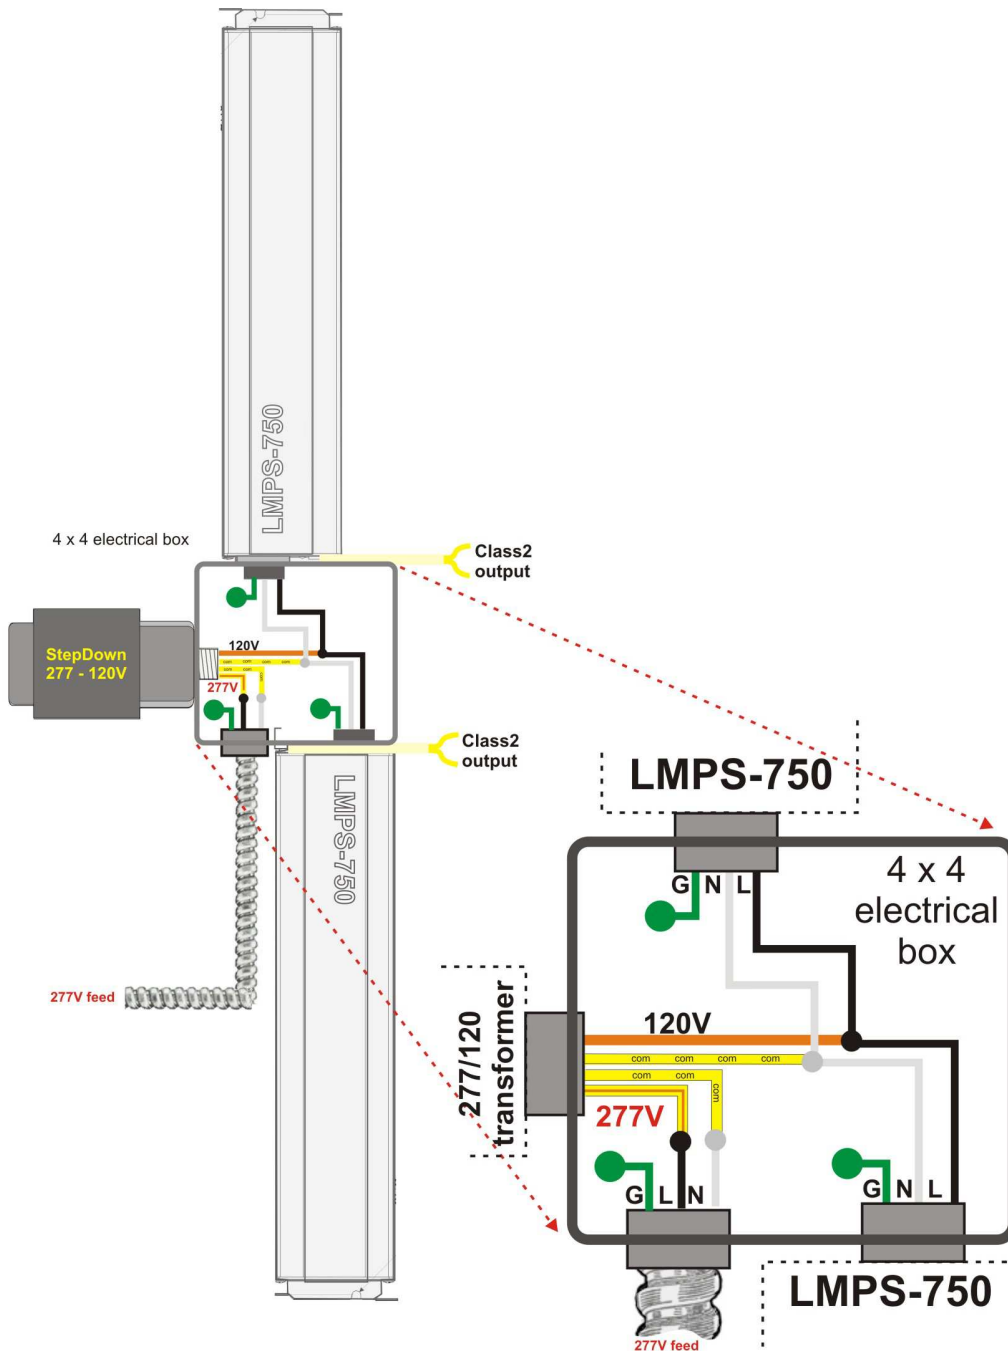 LMPS-750
4 x 4 electrical box
Class2
output
StepDown
277 - 120V
120V
com com com com
com com
com
277V
Class2
output
LMPS-750
277V feed
LMPS-750
4 x 4
electrical
box
G N L
277/120
transformer
120V
com com com com
com com
com
277V
G L N
G N L
LMPS-750
277V feed